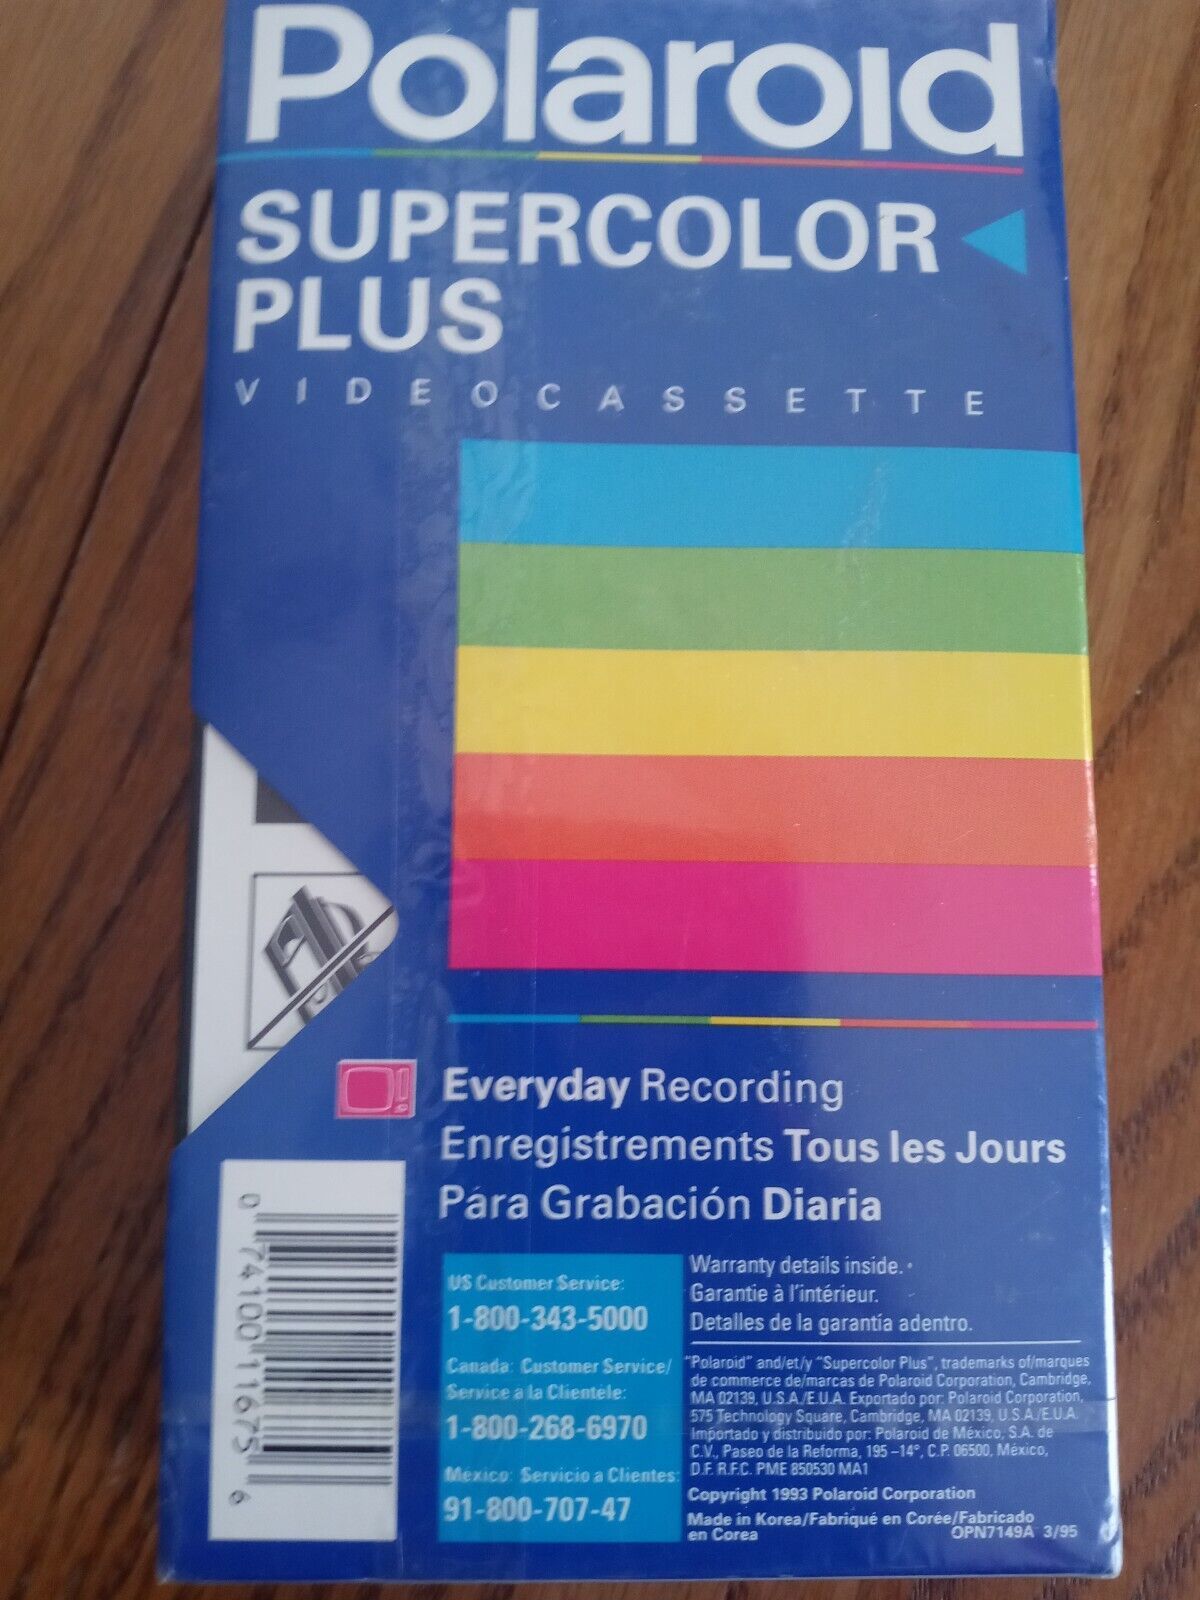 Polaroid
SUPERCOLOR
PLUS
VIDEOCASSETTE
Everyday Recording
Enregistrements Tous les Jours
Pára Grabación Diaria
0 74100 11675 6
US Customer Service:
1-800-343-5000
Canada: Customer Service/
Service a la Clientele:
1-800-268-6970
México: Servicio a Clientes:
91-800-707-47
Warranty details inside.
Garantie à l'intérieur.
Detalles de la garantía adentro.
"Polaroid" and/et/y "Supercolor Plus", trademarks of/marques
de commerce de/marcas de Polaroid Corporation, Cambridge,
MA 02139, U.S.A./E.U.A. Exportado por: Polaroid Corporation,
575 Technology Square, Cambridge, MA 02139, U.S.A./E.U.A.
Importado y distribuido por: Polaroid de México, S.A. de
C.V., Paseo de la Reforma, 195 -14°, C.P. 06500, México,
D.F. R.F.C. PME 850530 MA1
Copyright 1993 Polaroid Corporation
Made in Korea/Fabriqué en Corée/Fabricado
en Corea OPN7149A 3/95